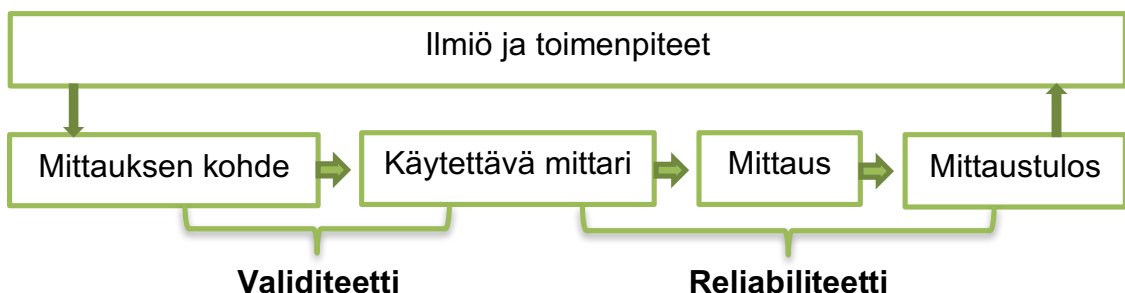 Ilmiö ja toimenpiteet
Mittauksen kohde
Käytettävä mittari
Mittaus
Mittaustulos
Validiteetti
Reliabiliteetti